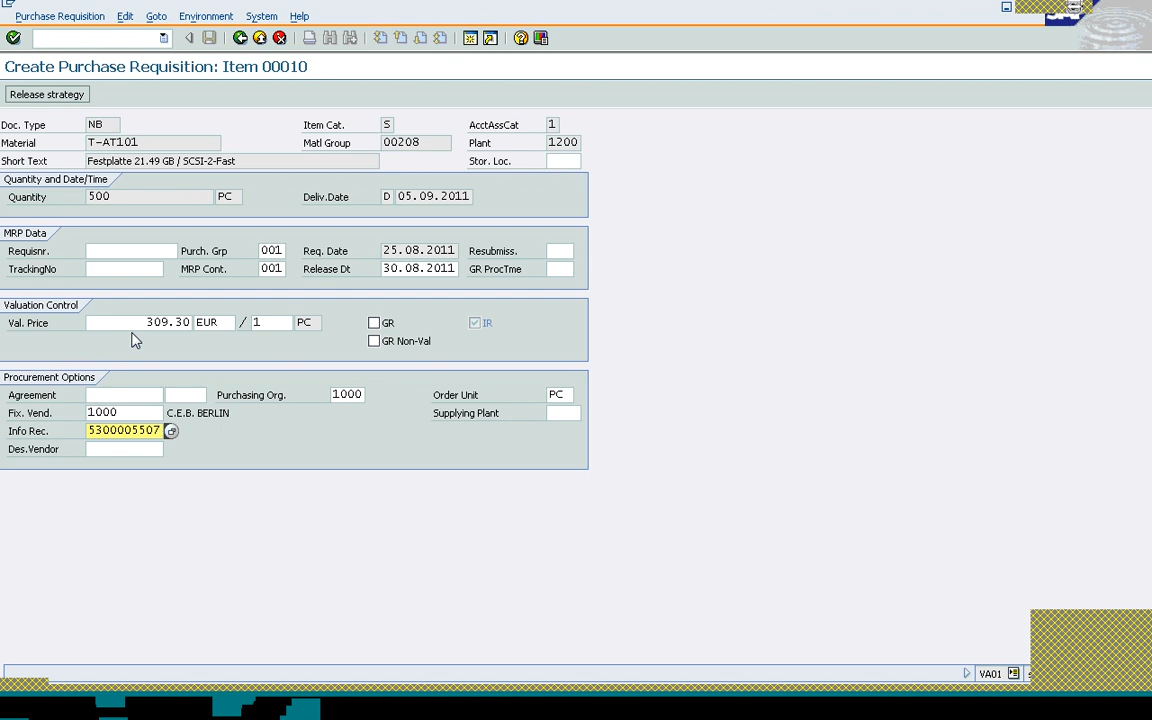 Purchase Requisition Edit Goto Environment System Help
Create Purchase Requisition: Item 00010
Release strategy
Doc. Type NB Item Cat. S AcctAssCat 1
Material T-AT101 Matl Group 00208 Plant 1200
Short Text Festplatte 21.49 GB / SCSI-2-Fast Stor. Loc.
Quantity and Date/Time
Quantity 500 PC Deliv.Date D 05.09.2011
MRP Data
Requisnr. Purch. Grp 001 Req. Date 25.08.2011 Resubmiss.
TrackingNo MRP Cont. 001 Release Dt 30.08.2011 GR ProcTme
Valuation Control
Val. Price 309.30 EUR / 1 PC GR IR
GR Non-Val
Procurement Options
Agreement Purchasing Org. 1000 Order Unit PC
Fix. Vend. 1000 C.E.B. BERLIN Supplying Plant
Info Rec. 5300005507
Des.Vendor
VA01